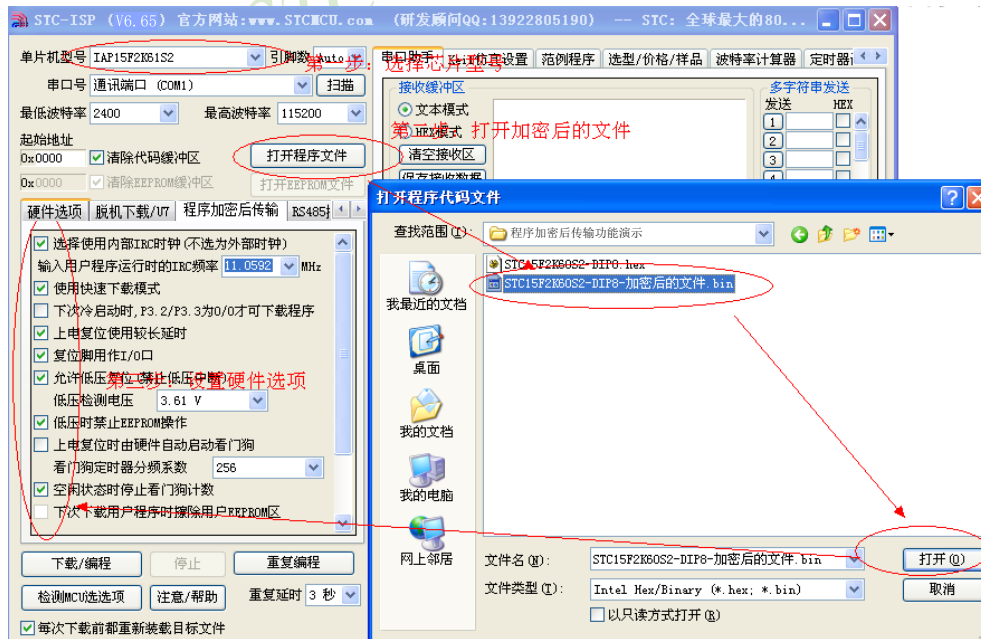 STC-ISP (V6.65) 官方网站:www.STCMCU.com (研发顾问QQ:13922805190) -- STC: 全球最大的80...
单片机型号 IAP15F2K61S2 引脚数 Auto
第一步: 选择芯片型号
串口助手 Keil仿真设置 范例程序 选型/价格/样品 波特率计算器 定时器
串口号 通讯端口 (COM1) 扫描
最低波特率 2400 最高波特率 115200
起始地址
0x0000 清除代码缓冲区 打开程序文件
0x0000 清除EEPROM缓冲区 打开EEPROM文件
接收缓冲区
文本模式
HEX模式
第二步: 打开加密后的文件
清空接收区
保存接收数据
多字符串发送
发送 HEX
1
2
3
4
硬件选项 脱机下载/U7 程序加密后传输 RS485
选择使用内部IRC时钟(不选为外部时钟)
输入用户程序运行时的IRC频率 11.0592 MHz
使用快速下载模式
下次冷启动时,P3.2/P3.3为0/0才可下载程序
上电复位使用较长延时
复位脚用作I/O口
允许低压复位(禁止低压中断)
第三步: 设置硬件选项
低压检测电压 3.61 V
低压时禁止EEPROM操作
上电复位时由硬件自动启动看门狗
看门狗定时器分频系数 256
空闲状态时停止看门狗计数
下次下载用户程序时擦除用户EEPROM区
下载/编程 停止 重复编程
检测MCU选选项 注意/帮助 重复延时 3 秒
每次下载前都重新装载目标文件
打开程序代码文件
查找范围(I): 程序加密后传输功能演示
STC15F2K60S2-DIP8.hex
STC15F2K60S2-DIP8-加密后的文件.bin
我最近的文档
桌面
我的文档
我的电脑
网上邻居
文件名(N): STC15F2K60S2-DIP8-加密后的文件.bin 打开(O)
文件类型(T): Intel Hex/Binary (*.hex; *.bin) 取消
以只读方式打开(R)